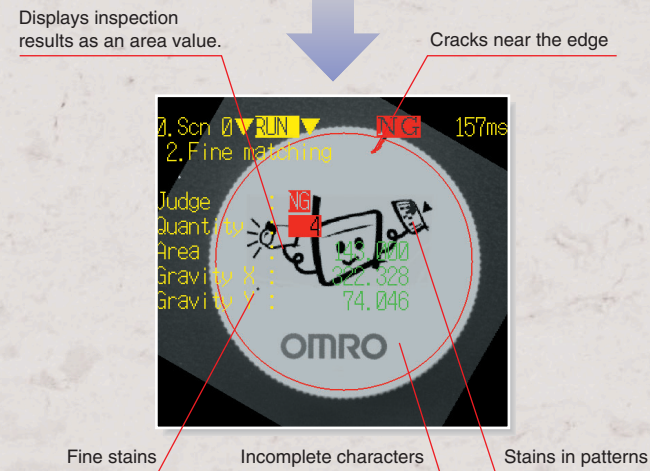 Displays inspection
results as an area value.
Cracks near the edge
0.Scn 0▼RUN ▼ NG 157ms
2.Fine matching
Judge : NG
Quantity : 4
Area : 143.000
Gravity X : 322.328
Gravity Y : 74.046
OMRO
Fine stains
Incomplete characters
Stains in patterns